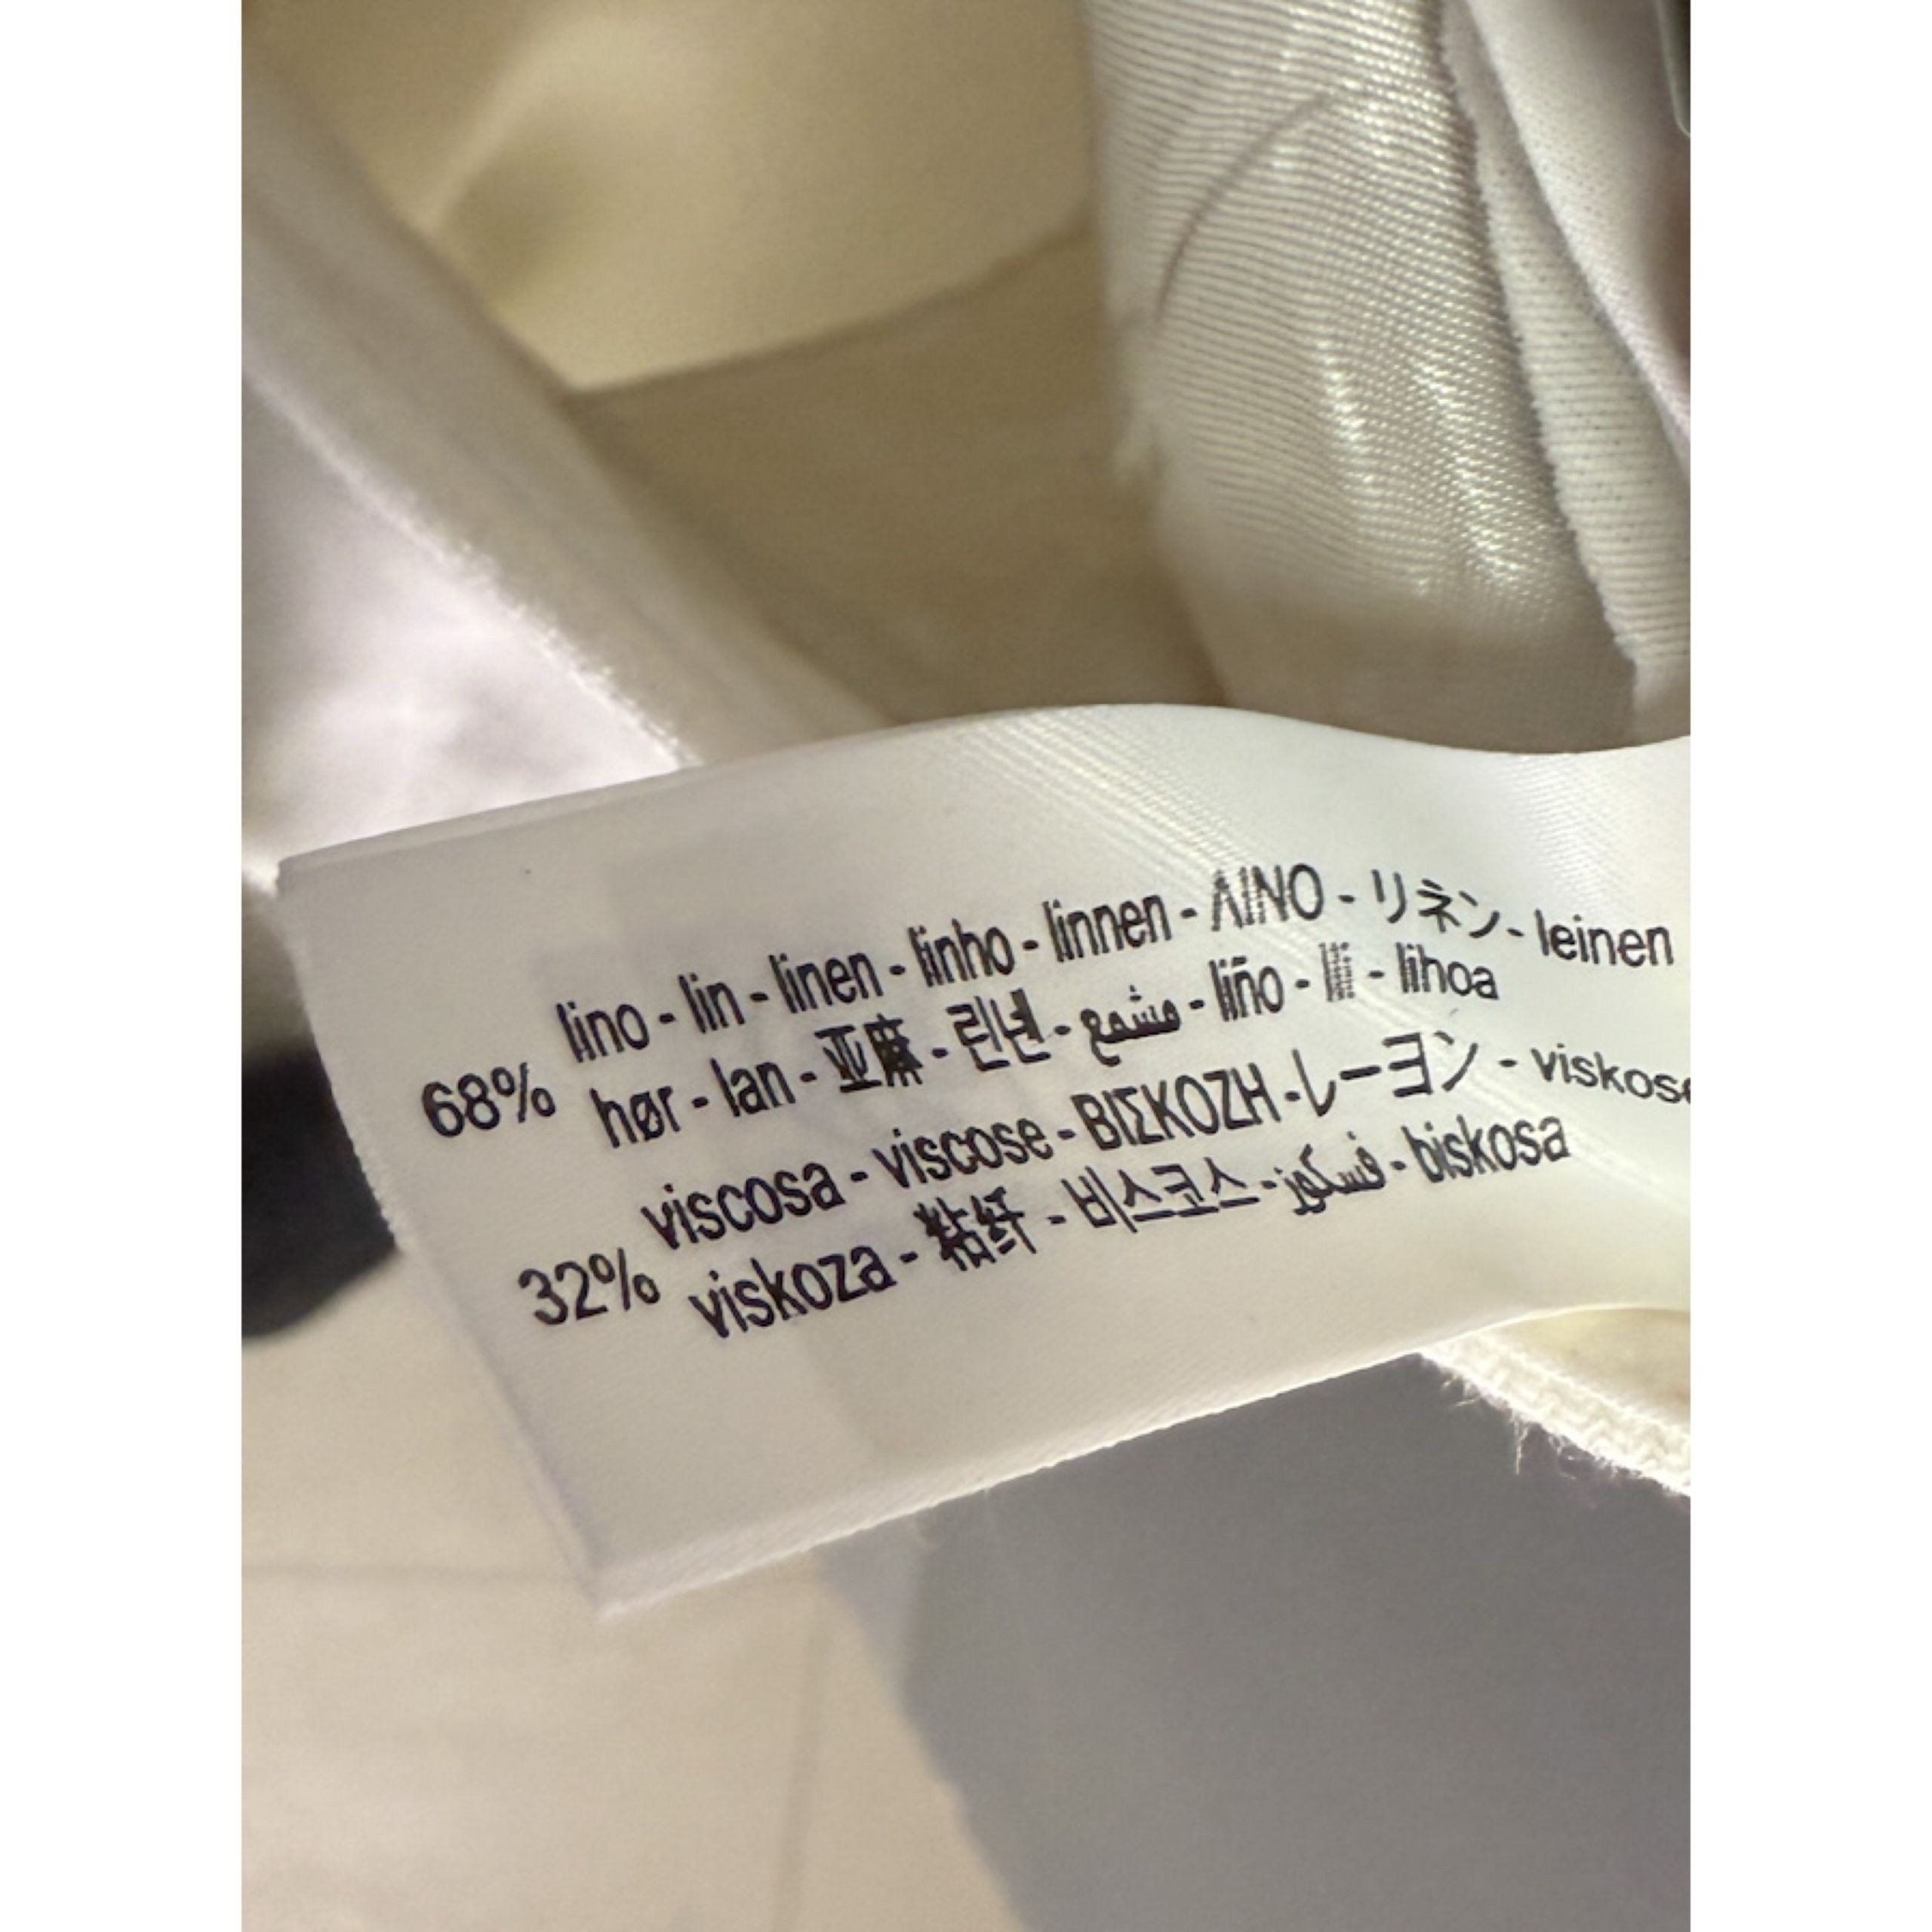 68% lino - lin - linen - linho - linnen - ΛΙΝΟ - リネン - leinen
hør - lan - 亚麻 - 린넨 - مشمع - liño - lli - lihoa
32% viscosa - viscose - ΒΙΣΚΟΖΗ - レーヨン - viskose
viskoza - 粘纤 - 비스코스 - فسكوز - biskosa